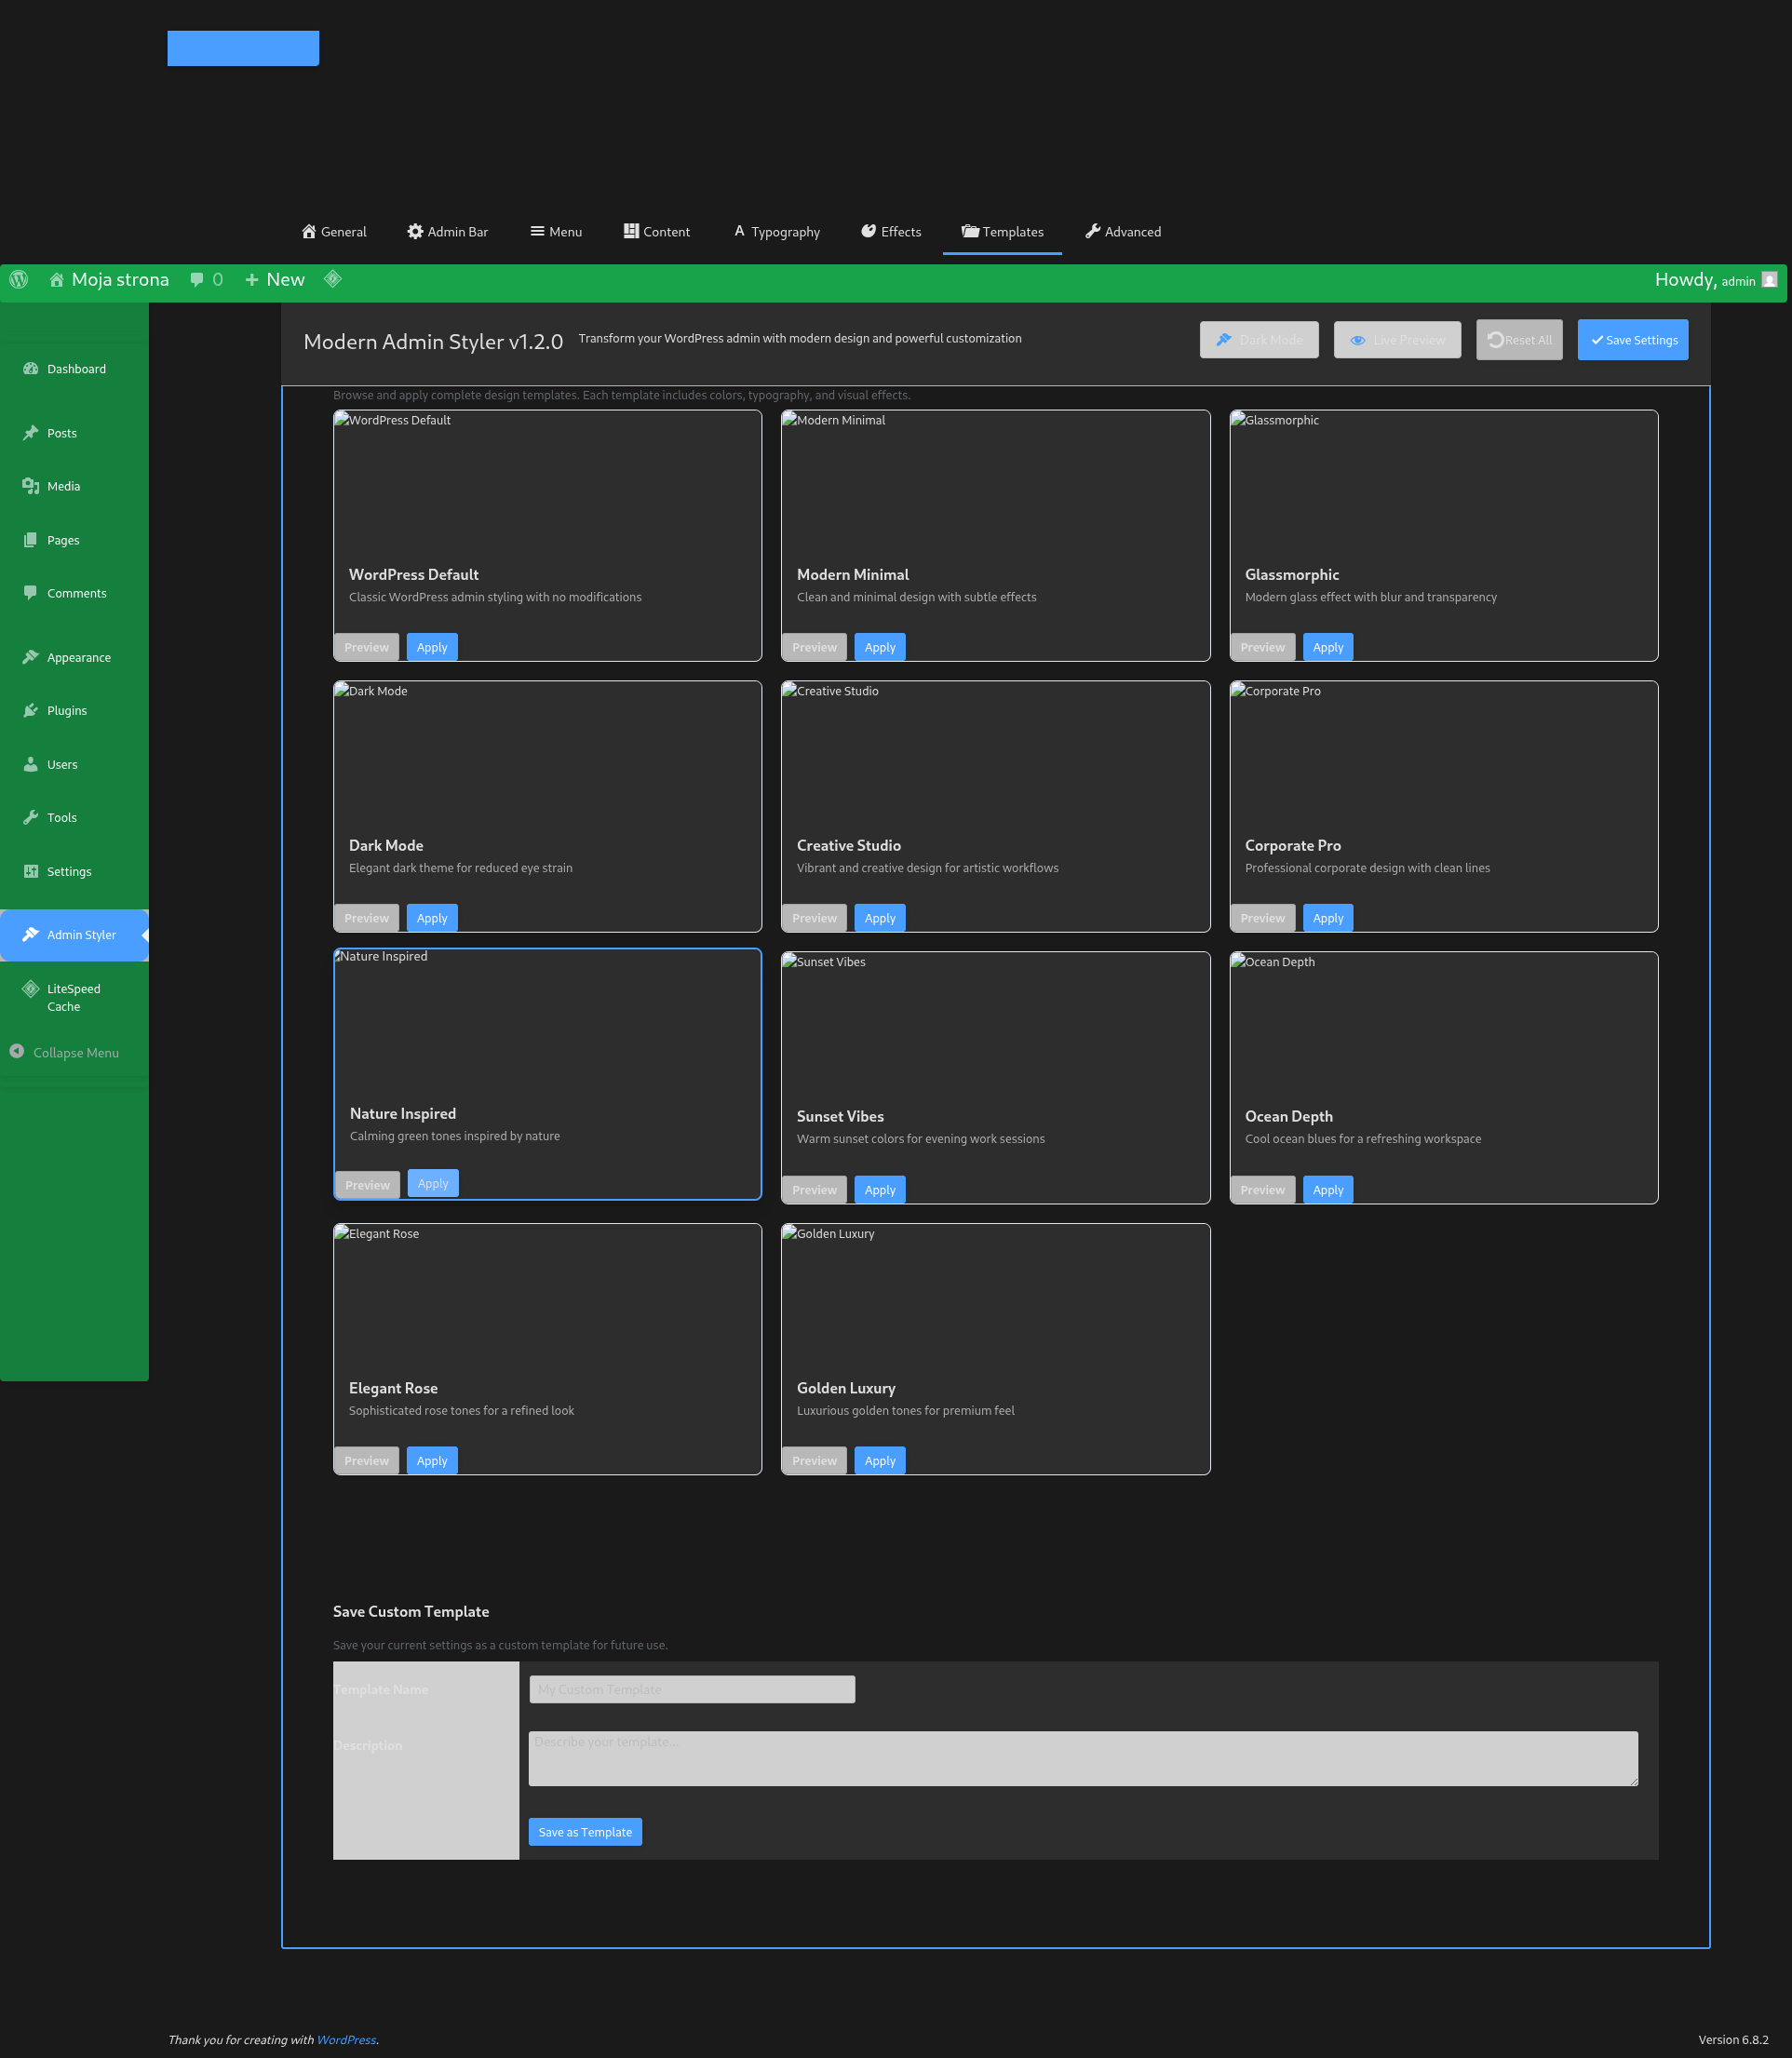 General Admin Bar Menu Content Typography Effects Templates Advanced
Moja strona 0 New Howdy, admin
Modern Admin Styler v1.2.0 Transform your WordPress admin with modern design and powerful customization Dark Mode Live Preview Reset All Save Settings
Dashboard
Posts
Media
Pages
Comments
Appearance
Plugins
Users
Tools
Settings
Admin Styler
LiteSpeed
Cache
Collapse Menu
Browse and apply complete design templates. Each template includes colors, typography, and visual effects.
WordPress Default
WordPress Default
Classic WordPress admin styling with no modifications
Preview Apply
Modern Minimal
Modern Minimal
Clean and minimal design with subtle effects
Preview Apply
Glassmorphic
Glassmorphic
Modern glass effect with blur and transparency
Preview Apply
Dark Mode
Dark Mode
Elegant dark theme for reduced eye strain
Preview Apply
Creative Studio
Creative Studio
Vibrant and creative design for artistic workflows
Preview Apply
Corporate Pro
Corporate Pro
Professional corporate design with clean lines
Preview Apply
Nature Inspired
Nature Inspired
Calming green tones inspired by nature
Preview Apply
Sunset Vibes
Sunset Vibes
Warm sunset colors for evening work sessions
Preview Apply
Ocean Depth
Ocean Depth
Cool ocean blues for a refreshing workspace
Preview Apply
Elegant Rose
Elegant Rose
Sophisticated rose tones for a refined look
Preview Apply
Golden Luxury
Golden Luxury
Luxurious golden tones for premium feel
Preview Apply
Save Custom Template
Save your current settings as a custom template for future use.
Template Name My Custom Template
Description Describe your template...
Save as Template
Thank you for creating with WordPress. Version 6.8.2